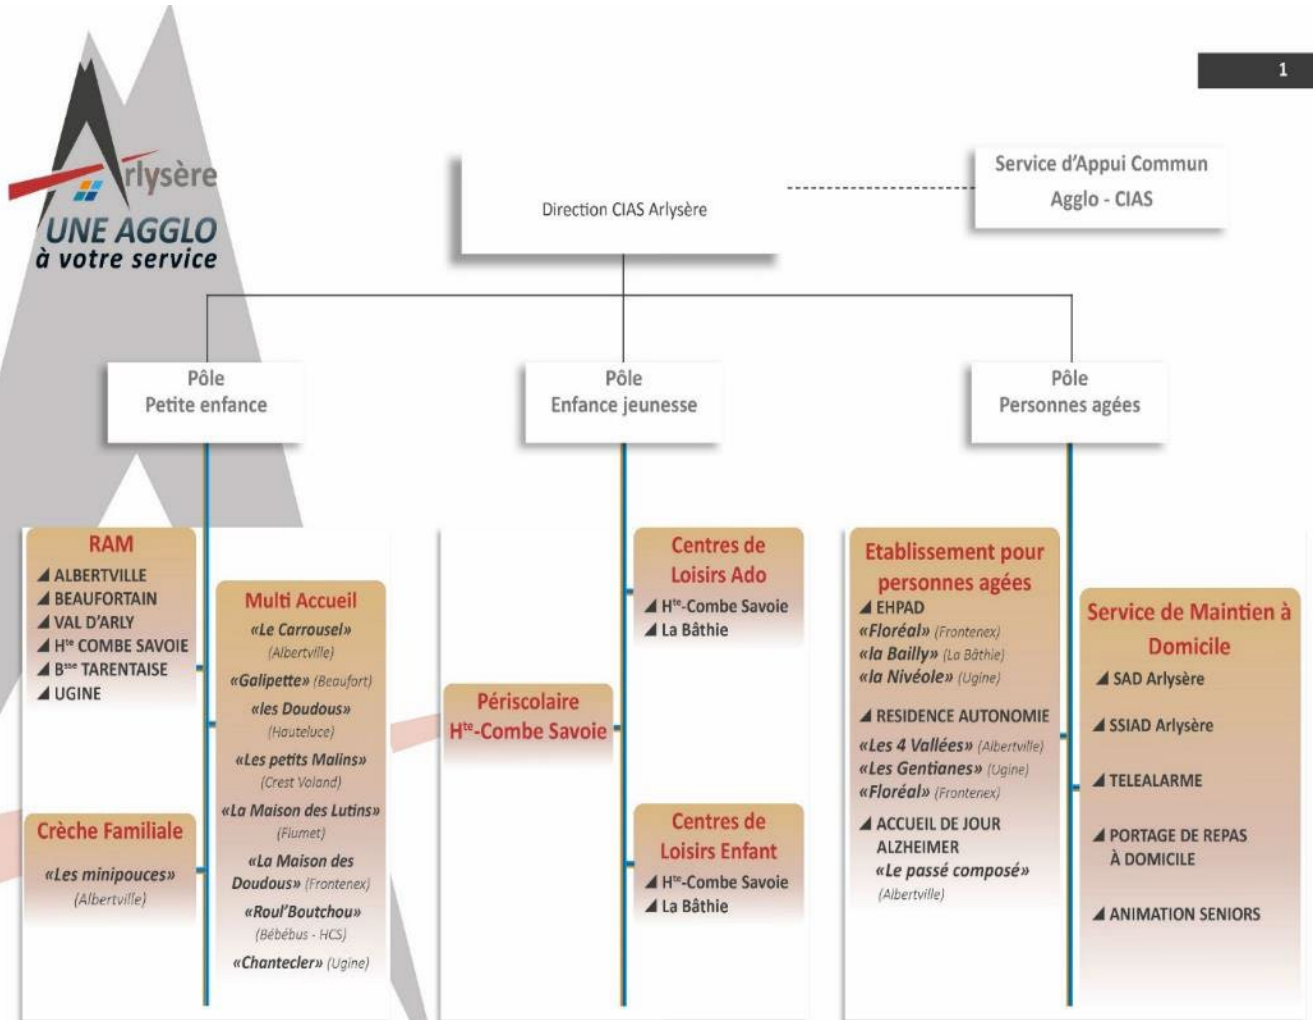 1
Arlysère
UNE AGGLO
à votre service
Direction CIAS Arlysère
Service d'Appui Commun
Agglo - CIAS
Pôle
Petite enfance
Pôle
Enfance jeunesse
Pôle
Personnes agées
RAM
ALBERTVILLE
BEAUFORTAIN
VAL D'ARLY
Hte COMBE SAVOIE
Bsse TARENTAISE
UGINE
Crèche Familiale
«Les minipouces»
(Albertville)
Multi Accueil
«Le Carrousel»
(Albertville)
«Galipette» (Beaufort)
«les Doudous»
(Hauteluce)
«Les petits Malins»
(Crest Voland)
«La Maison des Lutins»
(Flumet)
«La Maison des
Doudous» (Frontenex)
«Roul'Boutchou»
(Bébébus - HCS)
«Chantecler» (Ugine)
Périscolaire
Hte-Combe Savoie
Centres de
Loisirs Ado
Hte-Combe Savoie
La Bâthie
Centres de
Loisirs Enfant
Hte-Combe Savoie
La Bâthie
Etablissement pour
personnes agées
EHPAD
«Floréal» (Frontenex)
«la Bailly» (La Bâthie)
«la Nivéole» (Ugine)
RESIDENCE AUTONOMIE
«Les 4 Vallées» (Albertville)
«Les Gentianes» (Ugine)
«Floréal» (Frontenex)
ACCUEIL DE JOUR
ALZHEIMER
«Le passé composé»
(Albertville)
Service de Maintien à
Domicile
SAD Arlysère
SSIAD Arlysère
TELEALARME
PORTAGE DE REPAS
À DOMICILE
ANIMATION SENIORS